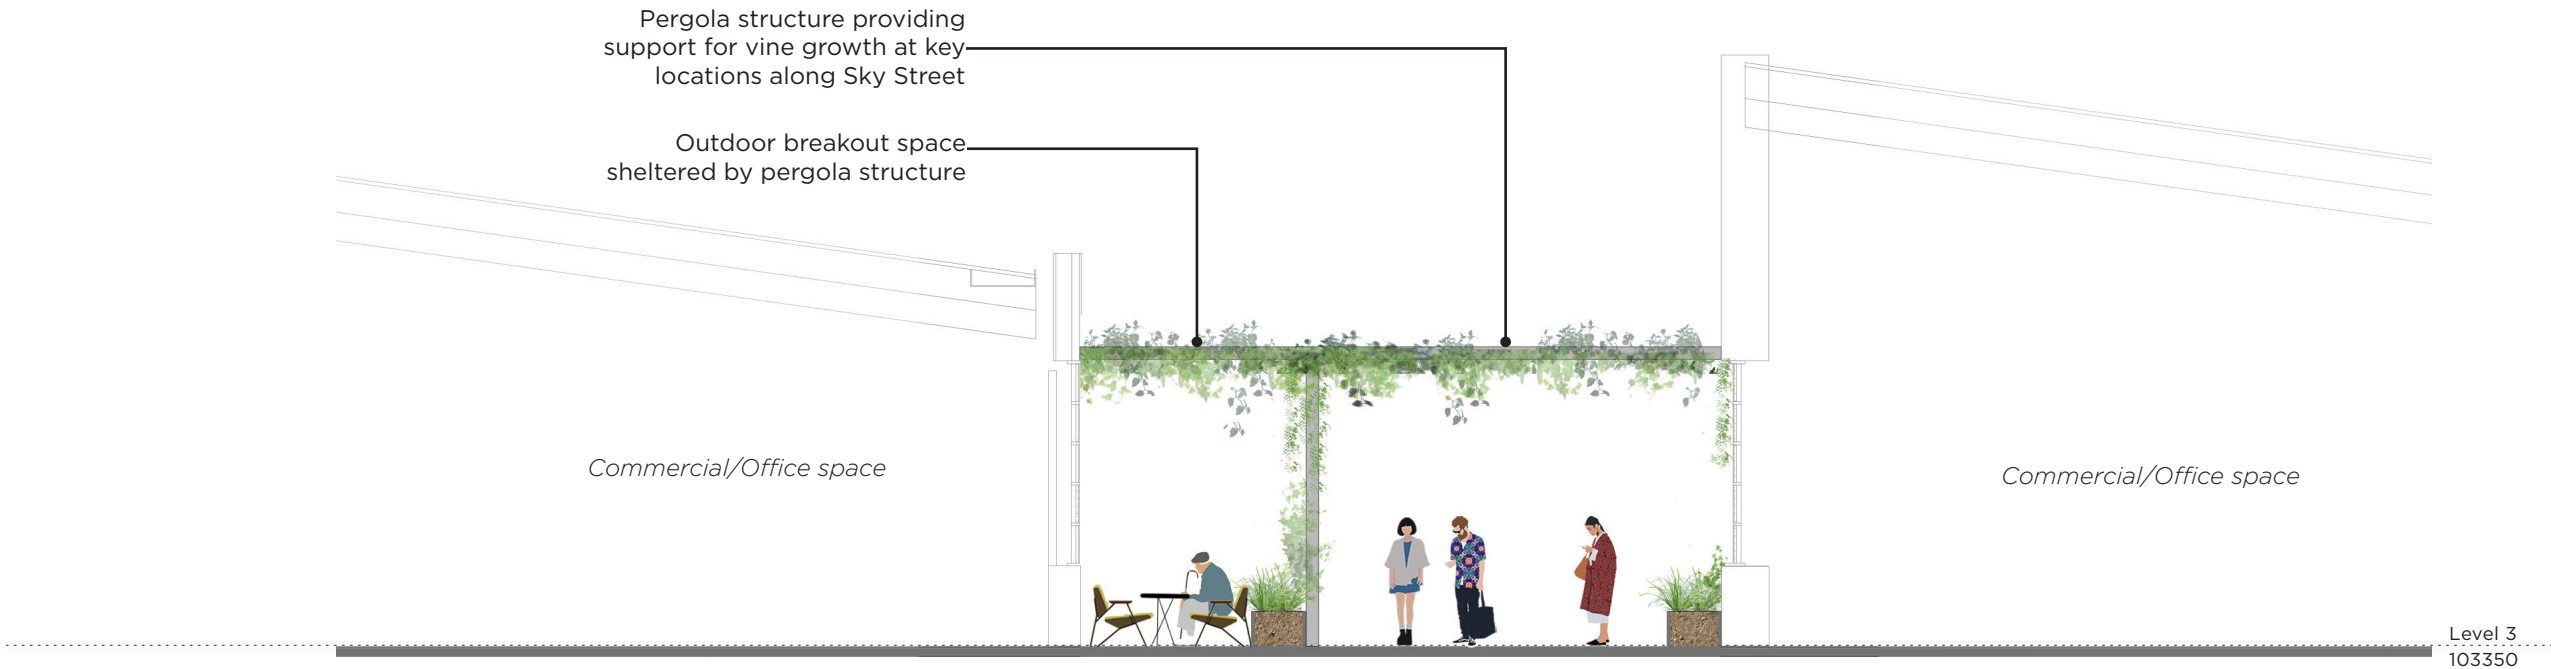 Pergola structure providing
support for vine growth at key
locations along Sky Street
Outdoor breakout space
sheltered by pergola structure
Commercial/Office space
Commercial/Office space
Level 3
103350